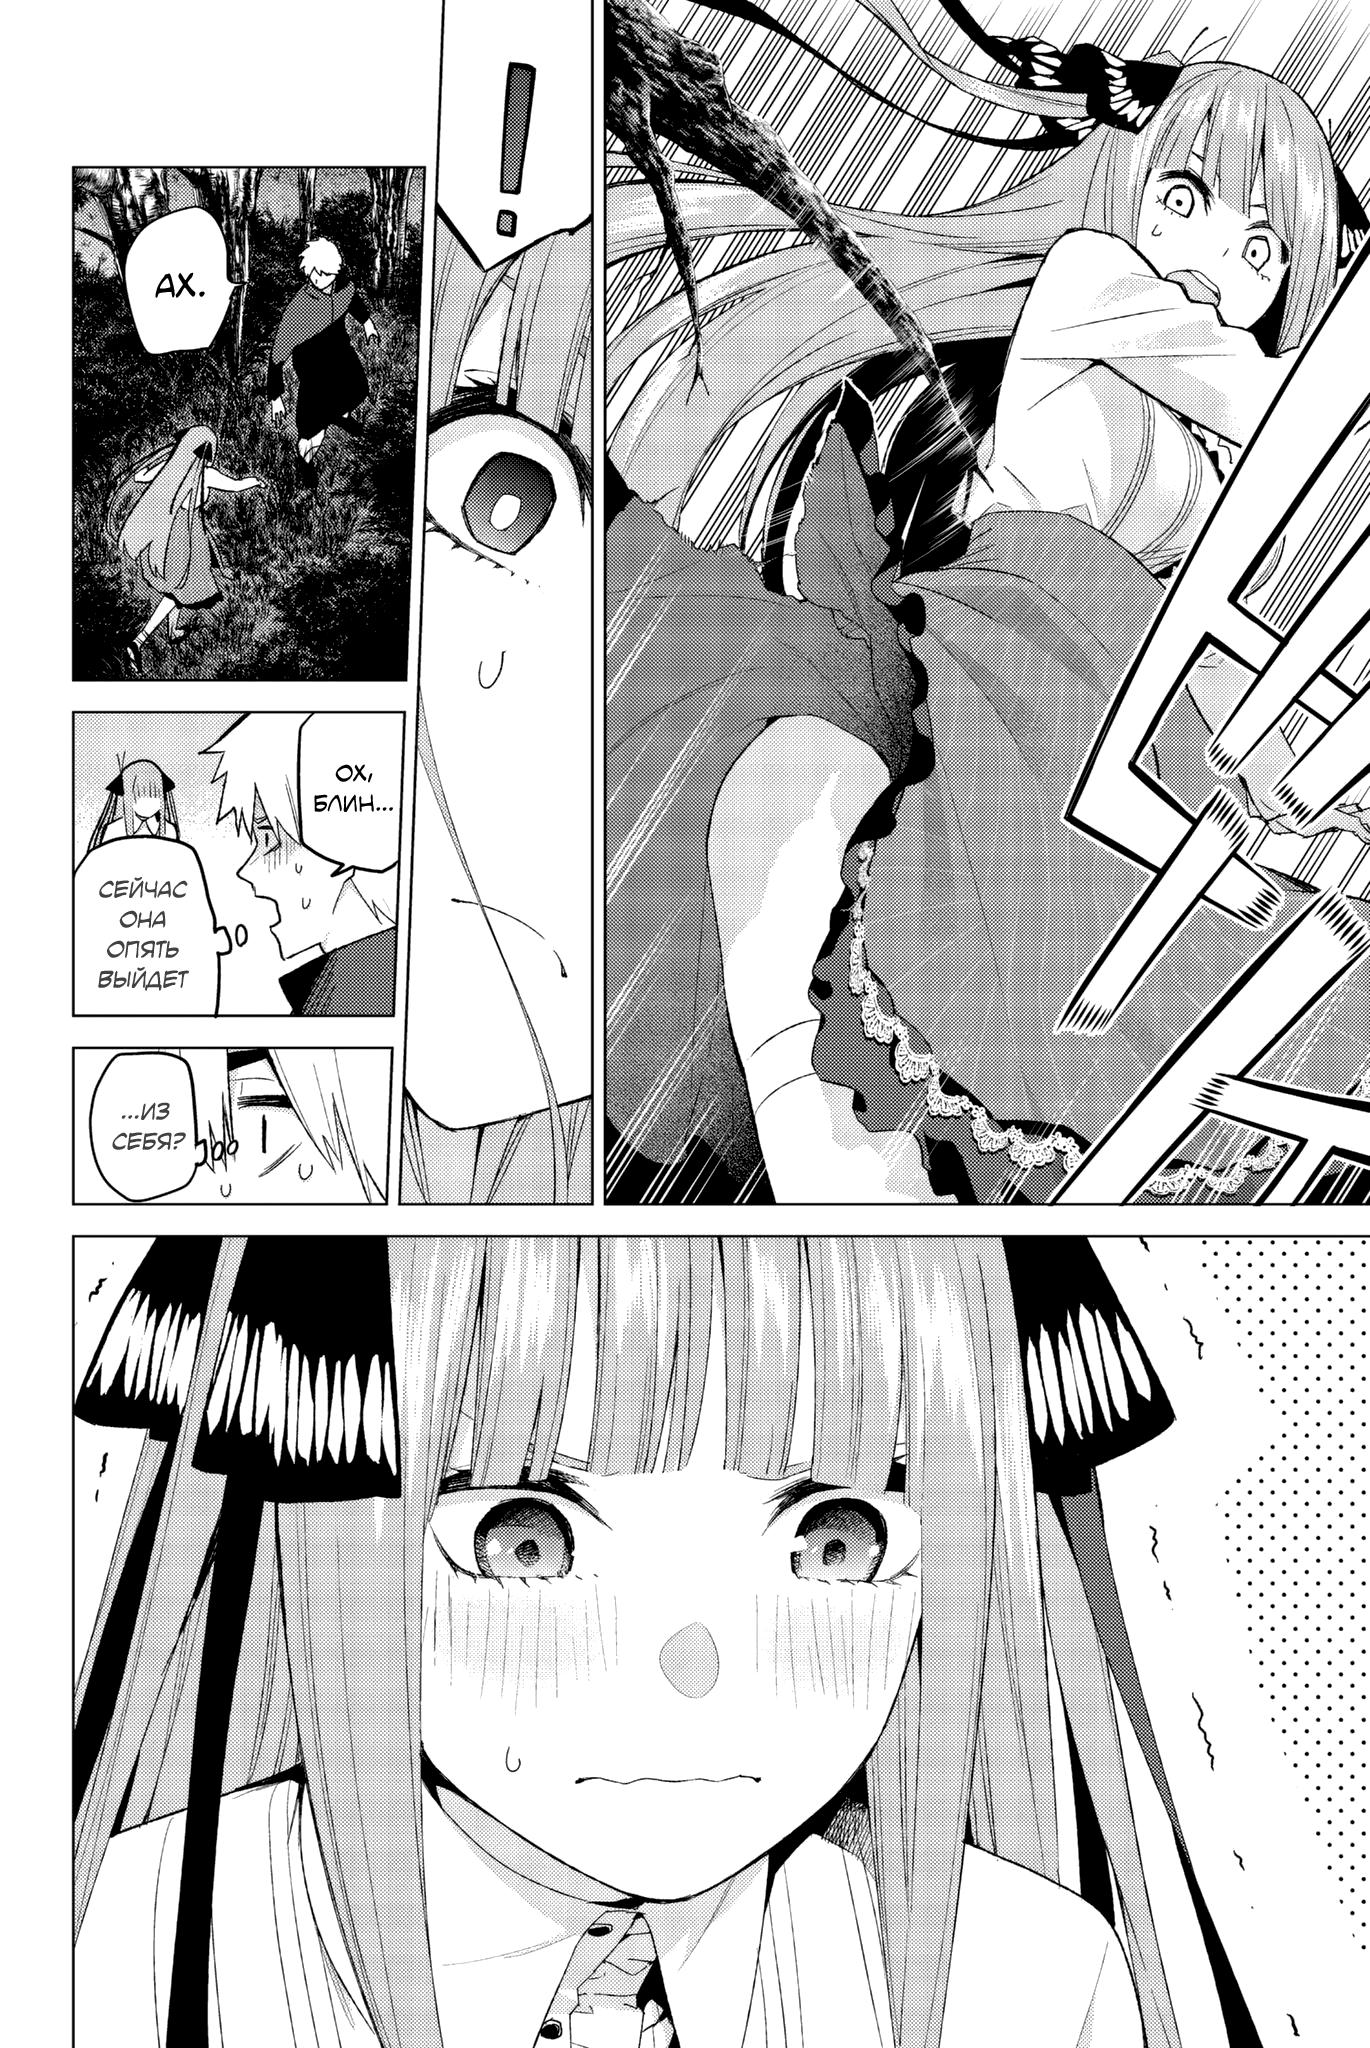 !
АХ.
ОХ,
БЛИН...
СЕЙЧАС
ОНА
ОПЯТЬ
ВЫЙДЕТ
...ИЗ
СЕБЯ?